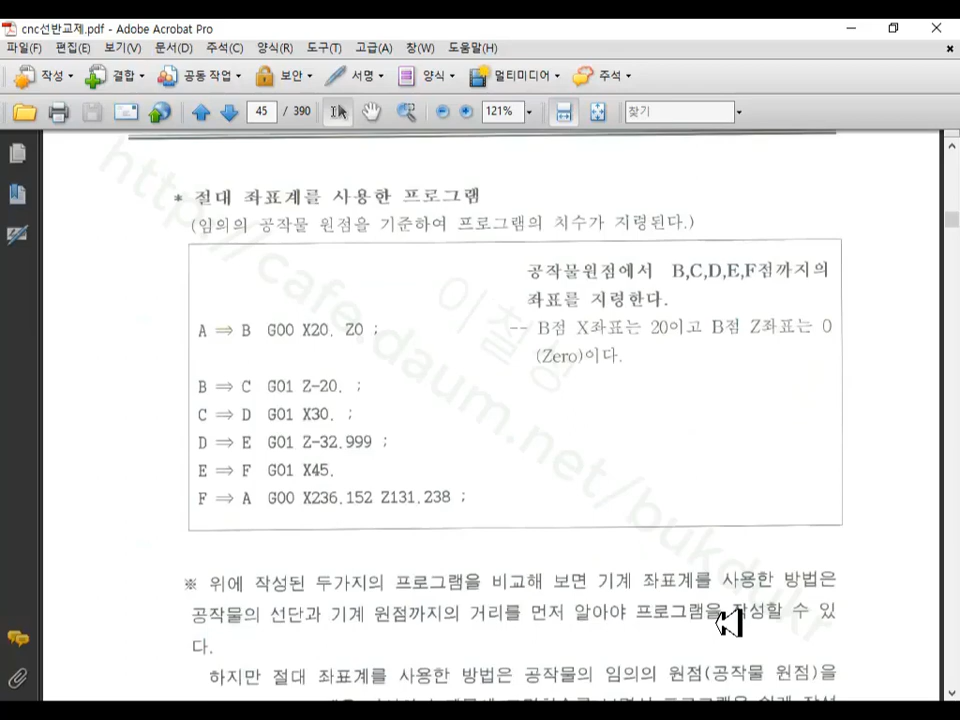 cnc선반교제.pdf - Adobe Acrobat Pro
파일(F) 편집(E) 보기(V) 문서(D) 주석(C) 양식(R) 도구(T) 고급(A) 창(W) 도움말(H)
작성 결합 공동 작업 보안 서명 양식 멀티미디어 주석
45 / 390 121% 찾기
* 절대 좌표계를 사용한 프로그램
(임의의 공작물 원점을 기준하여 프로그램의 치수가 지령된다.)
공작물원점에서 B,C,D,E,F점까지의
좌표를 지령한다.
A ⇒ B G00 X20. Z0 ;
-- B점 X좌표는 20이고 B점 Z좌표는 0
(Zero)이다.
B ⇒ C G01 Z-20. ;
C ⇒ D G01 X30. ;
D ⇒ E G01 Z-32.999 ;
E ⇒ F G01 X45.
F ⇒ A G00 X236.152 Z131.238 ;
※ 위에 작성된 두가지의 프로그램을 비교해 보면 기계 좌표계를 사용한 방법은
공작물의 선단과 기계 원점까지의 거리를 먼저 알아야 프로그램을 작성할 수 있
다.
하지만 절대 좌표계를 사용한 방법은 공작물의 임의의 원점(공작물 원점)을
http://cafe.daum.net/bukdukr